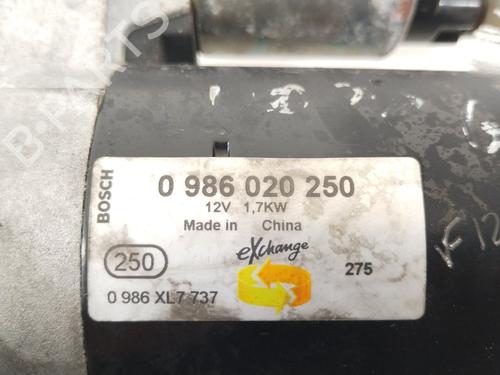 B-PARTS
BOSCH
0 986 020 250
12V 1,7KW
Made in China
eXchange
250
275
0 986 XL7 737